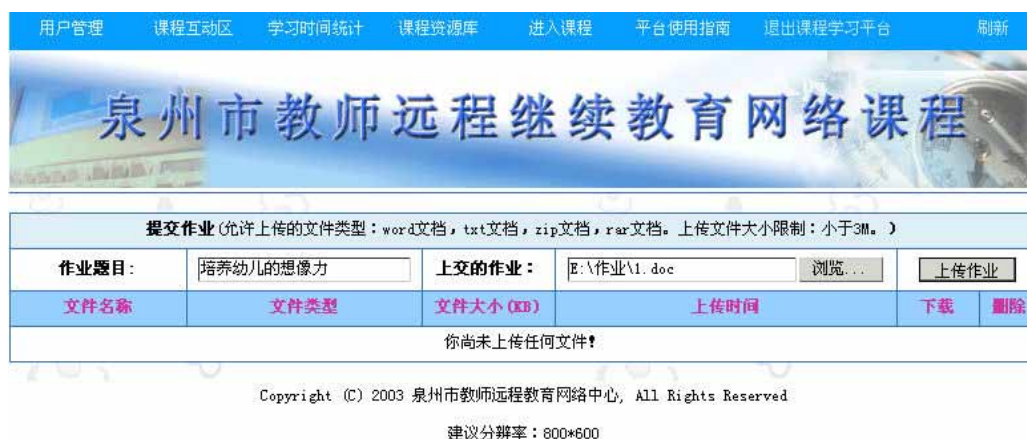 用户管理 课程互动区 学习时间统计 课程资源库 进入课程 平台使用指南 退出课程学习平台 刷新
泉州市教师远程继续教育网络课程
提交作业(允许上传的文件类型：word文档，txt文档，zip文档，rar文档。上传文件大小限制：小于3M。)
作业题目： 培养幼儿的想像力 上交的作业： E:\作业\1.doc 浏览... 上传作业
文件名称 文件类型 文件大小(KB) 上传时间 下载 删除
你尚未上传任何文件!
Copyright (C) 2003 泉州市教师远程教育网络中心, All Rights Reserved
建议分辨率：800*600